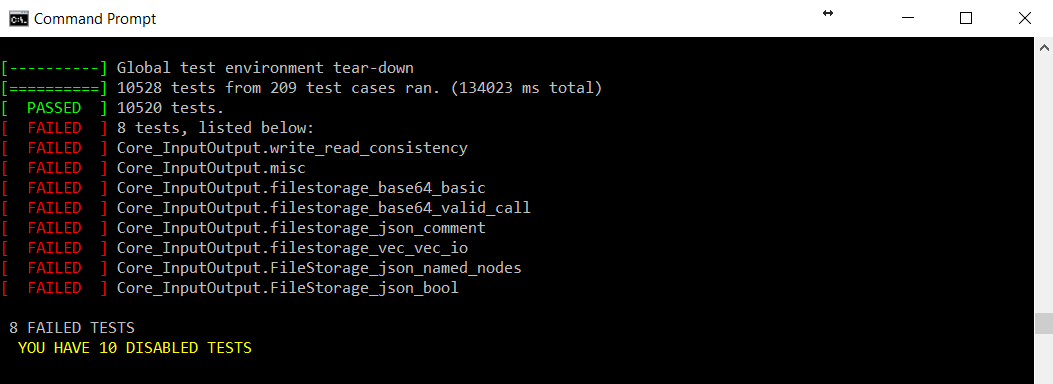 Command Prompt
[----------] Global test environment tear-down
[==========] 10528 tests from 209 test cases ran. (134023 ms total)
[  PASSED  ] 10520 tests.
[  FAILED  ] 8 tests, listed below:
[  FAILED  ] Core_InputOutput.write_read_consistency
[  FAILED  ] Core_InputOutput.misc
[  FAILED  ] Core_InputOutput.filestorage_base64_basic
[  FAILED  ] Core_InputOutput.filestorage_base64_valid_call
[  FAILED  ] Core_InputOutput.filestorage_json_comment
[  FAILED  ] Core_InputOutput.filestorage_vec_vec_io
[  FAILED  ] Core_InputOutput.FileStorage_json_named_nodes
[  FAILED  ] Core_InputOutput.FileStorage_json_bool
8 FAILED TESTS
YOU HAVE 10 DISABLED TESTS